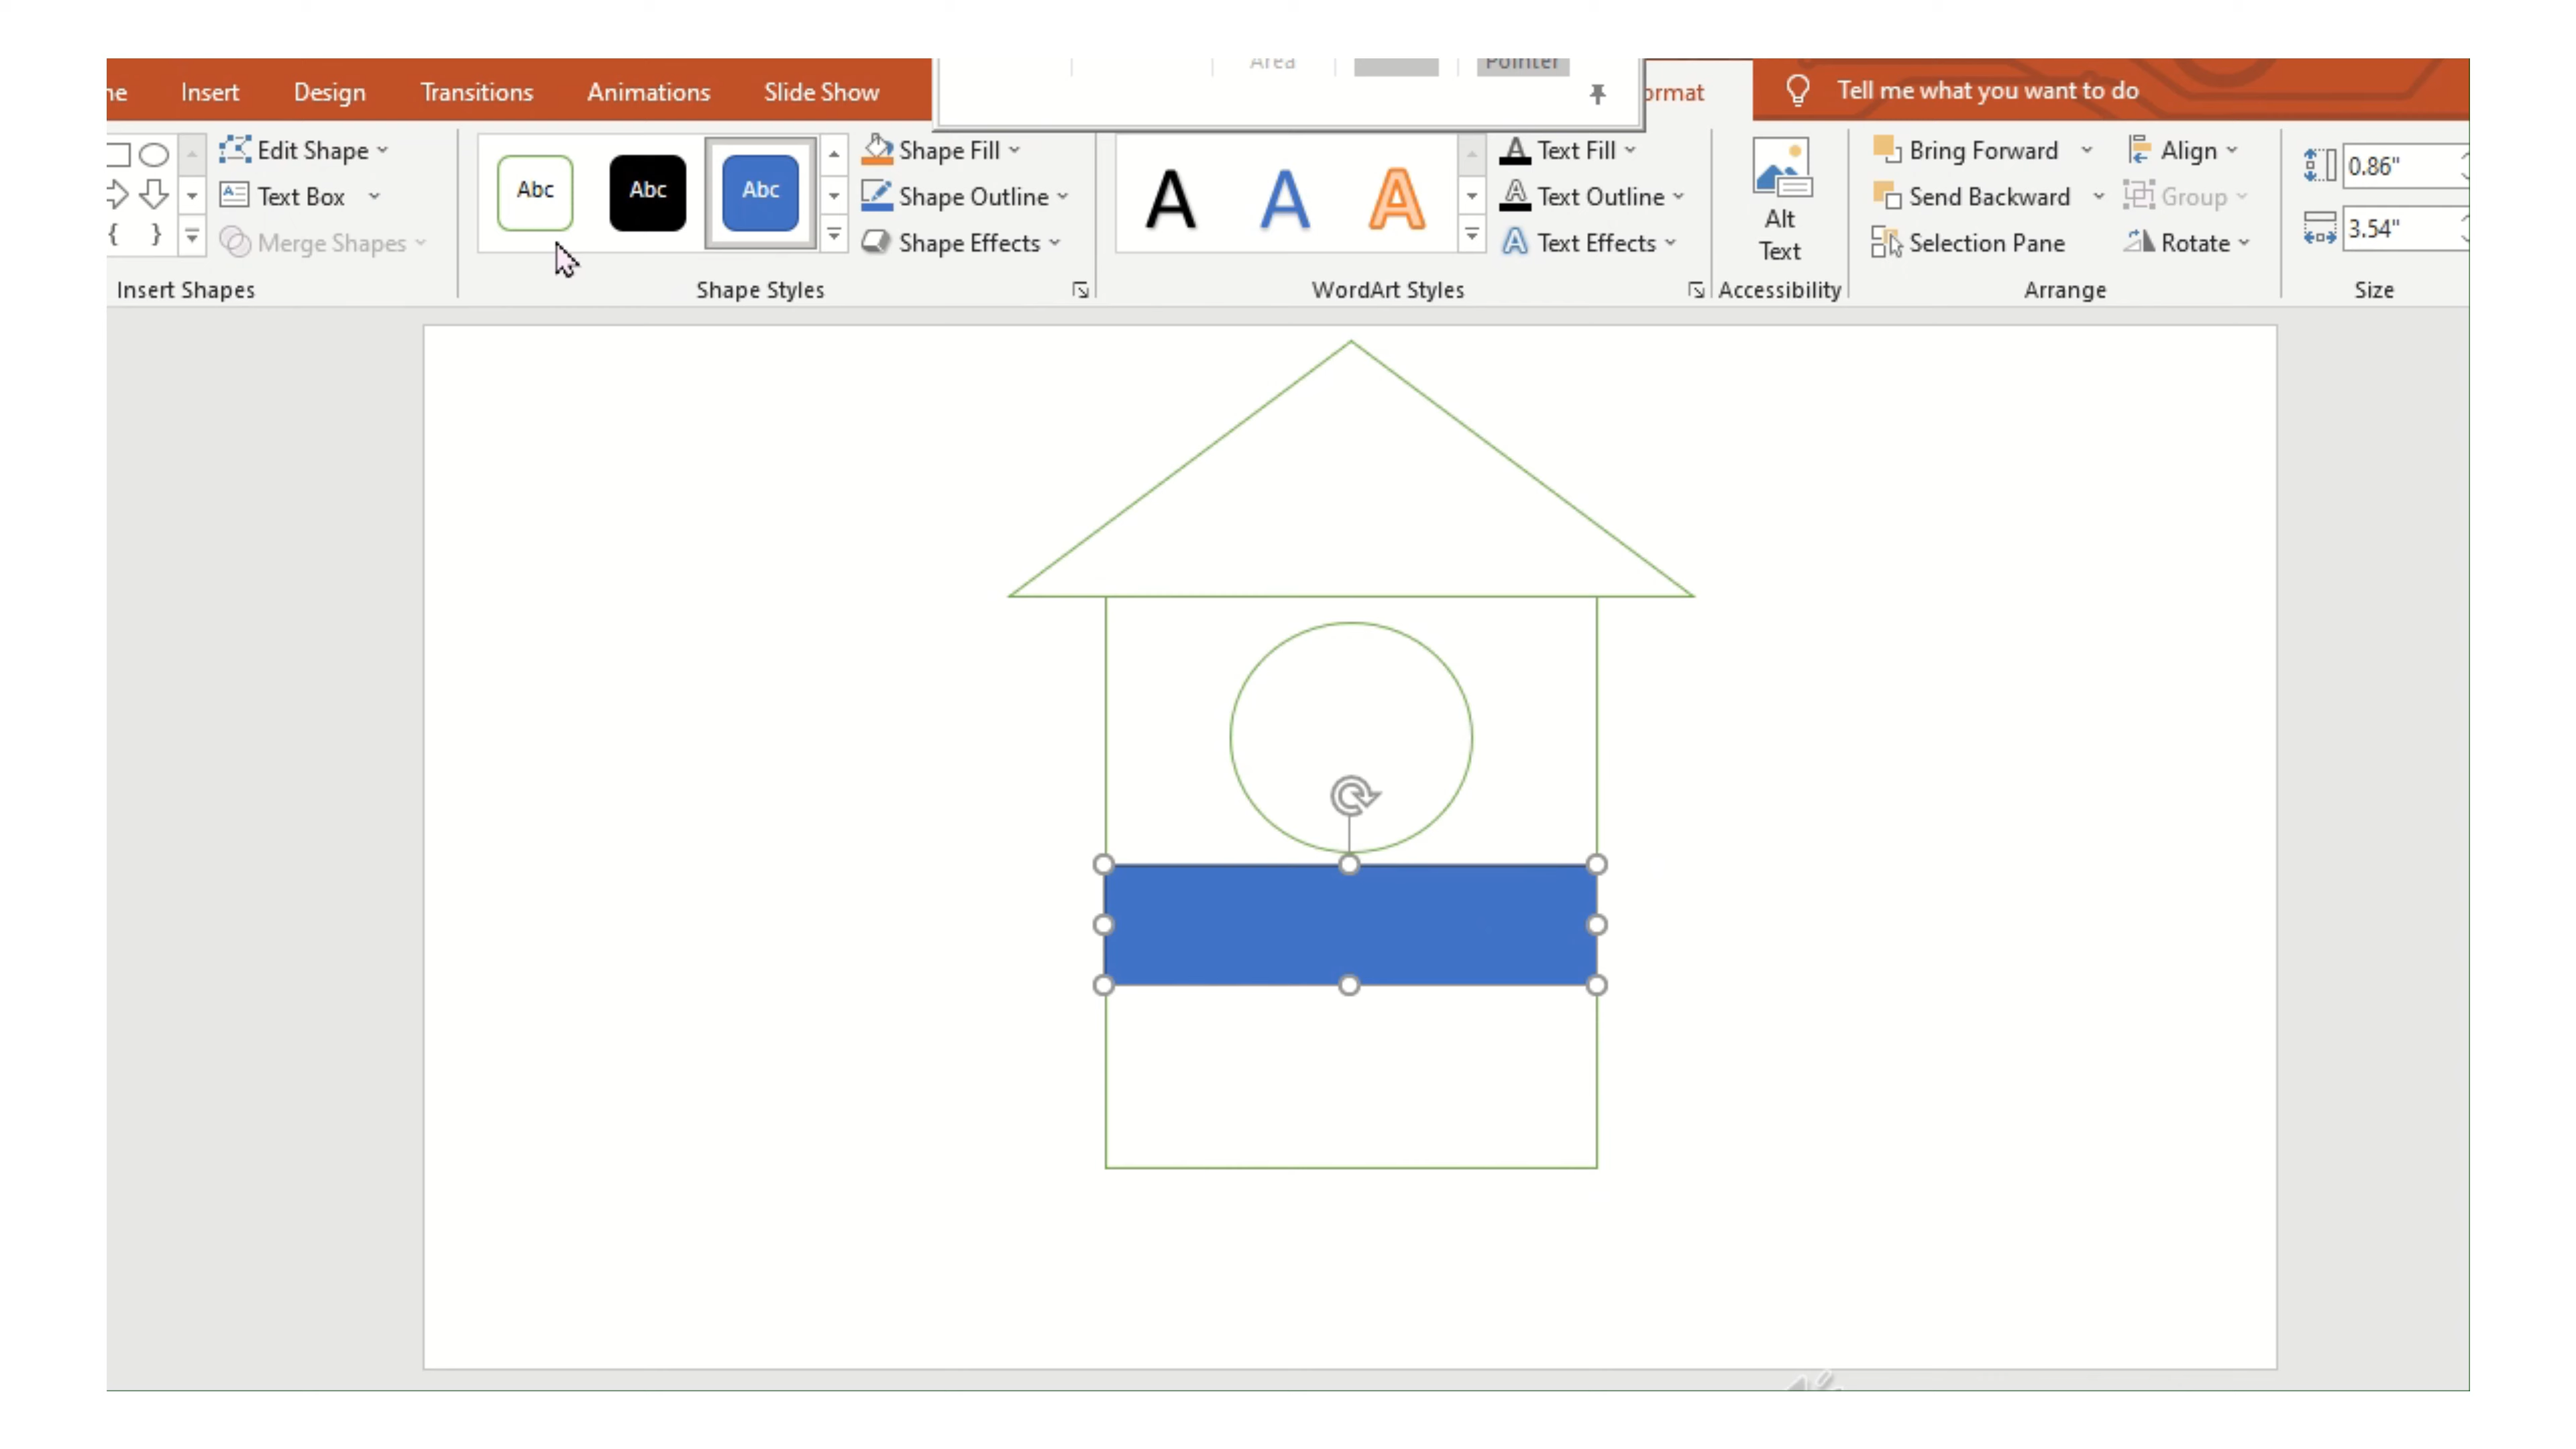 Area
Pointer
ne Insert Design Transitions Animations Slide Show ormat Tell me what you want to do
Edit Shape
Text Box
Merge Shapes
Insert Shapes
Abc Abc Abc
Shape Fill
Shape Outline
Shape Effects
Shape Styles
A A A
Text Fill
Text Outline
Text Effects
WordArt Styles
Alt
Text
Accessibility
Bring Forward
Send Backward
Selection Pane
Align
Group
Rotate
Arrange
0.86"
3.54"
Size